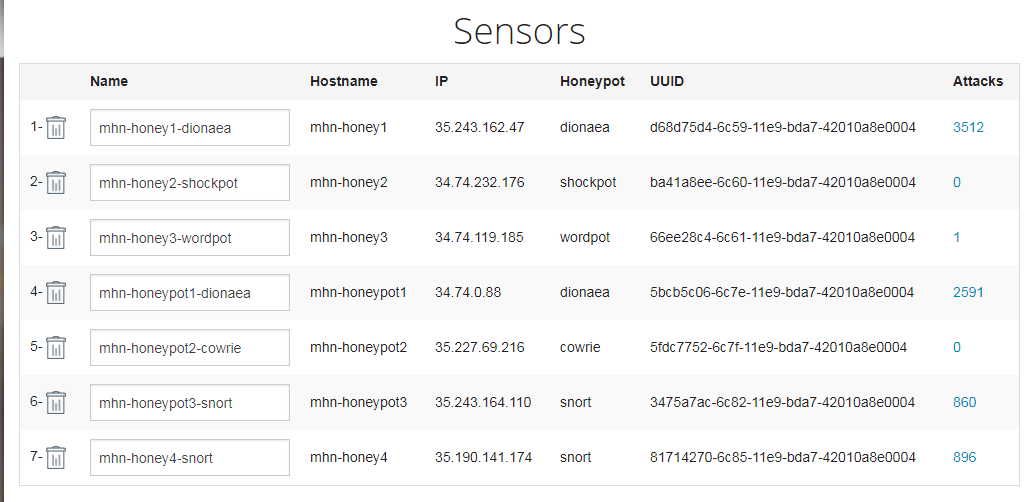 Sensors
Name Hostname IP Honeypot UUID Attacks
1- mhn-honey1-dionaea mhn-honey1 35.243.162.47 dionaea d68d75d4-6c59-11e9-bda7-42010a8e0004 3512
2- mhn-honey2-shockpot mhn-honey2 34.74.232.176 shockpot ba41a8ee-6c60-11e9-bda7-42010a8e0004 0
3- mhn-honey3-wordpot mhn-honey3 34.74.119.185 wordpot 66ee28c4-6c61-11e9-bda7-42010a8e0004 1
4- mhn-honeypot1-dionaea mhn-honeypot1 34.74.0.88 dionaea 5bcb5c06-6c7e-11e9-bda7-42010a8e0004 2591
5- mhn-honeypot2-cowrie mhn-honeypot2 35.227.69.216 cowrie 5fdc7752-6c7f-11e9-bda7-42010a8e0004 0
6- mhn-honeypot3-snort mhn-honeypot3 35.243.164.110 snort 3475a7ac-6c82-11e9-bda7-42010a8e0004 860
7- mhn-honey4-snort mhn-honey4 35.190.141.174 snort 81714270-6c85-11e9-bda7-42010a8e0004 896